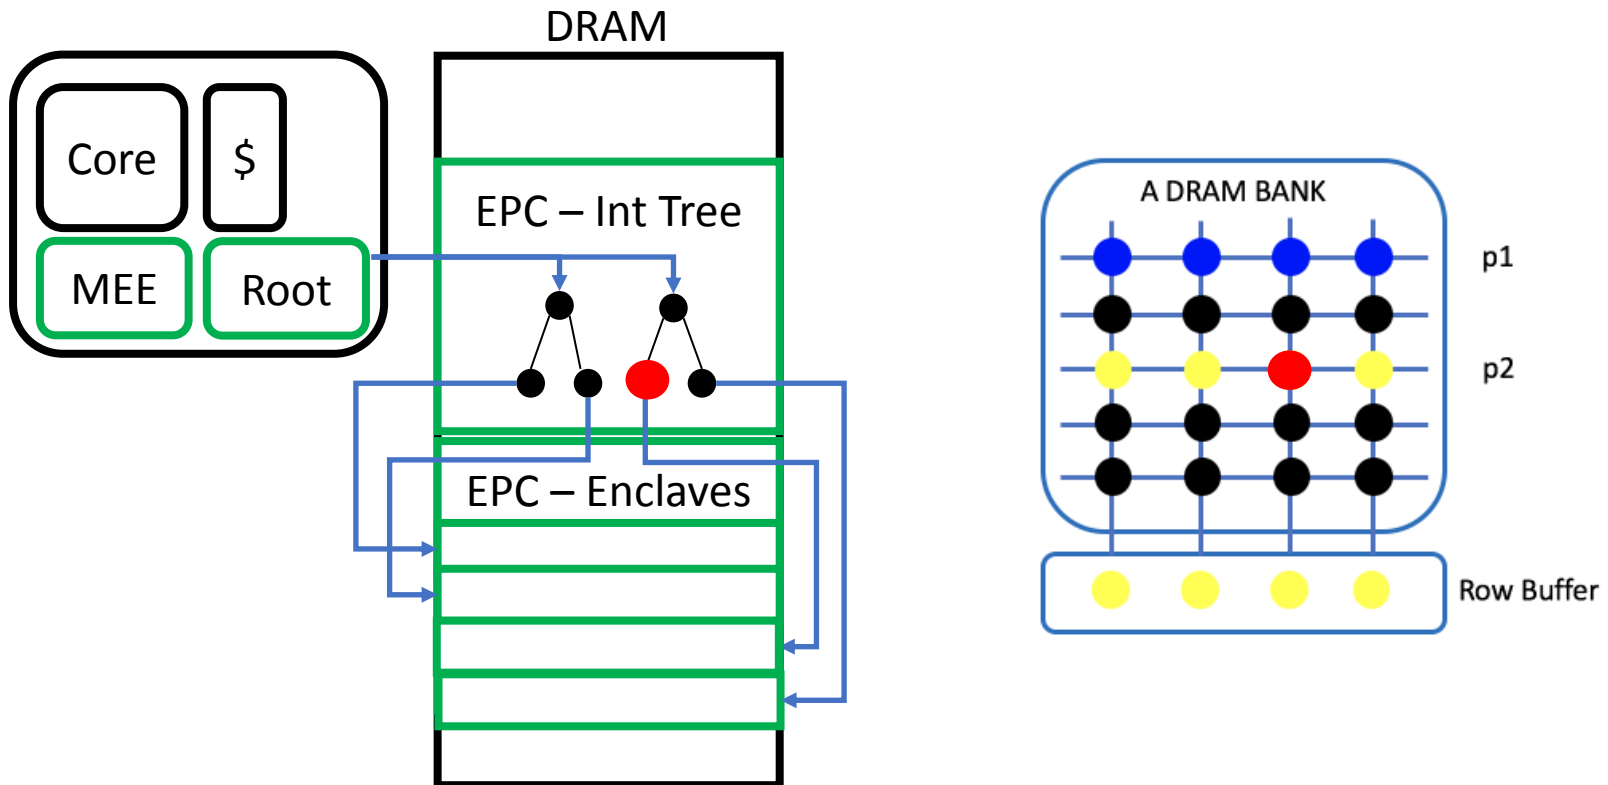 DRAM
Core
$
MEE
Root
EPC – Int Tree
EPC – Enclaves
A DRAM BANK
p1
p2
Row Buffer